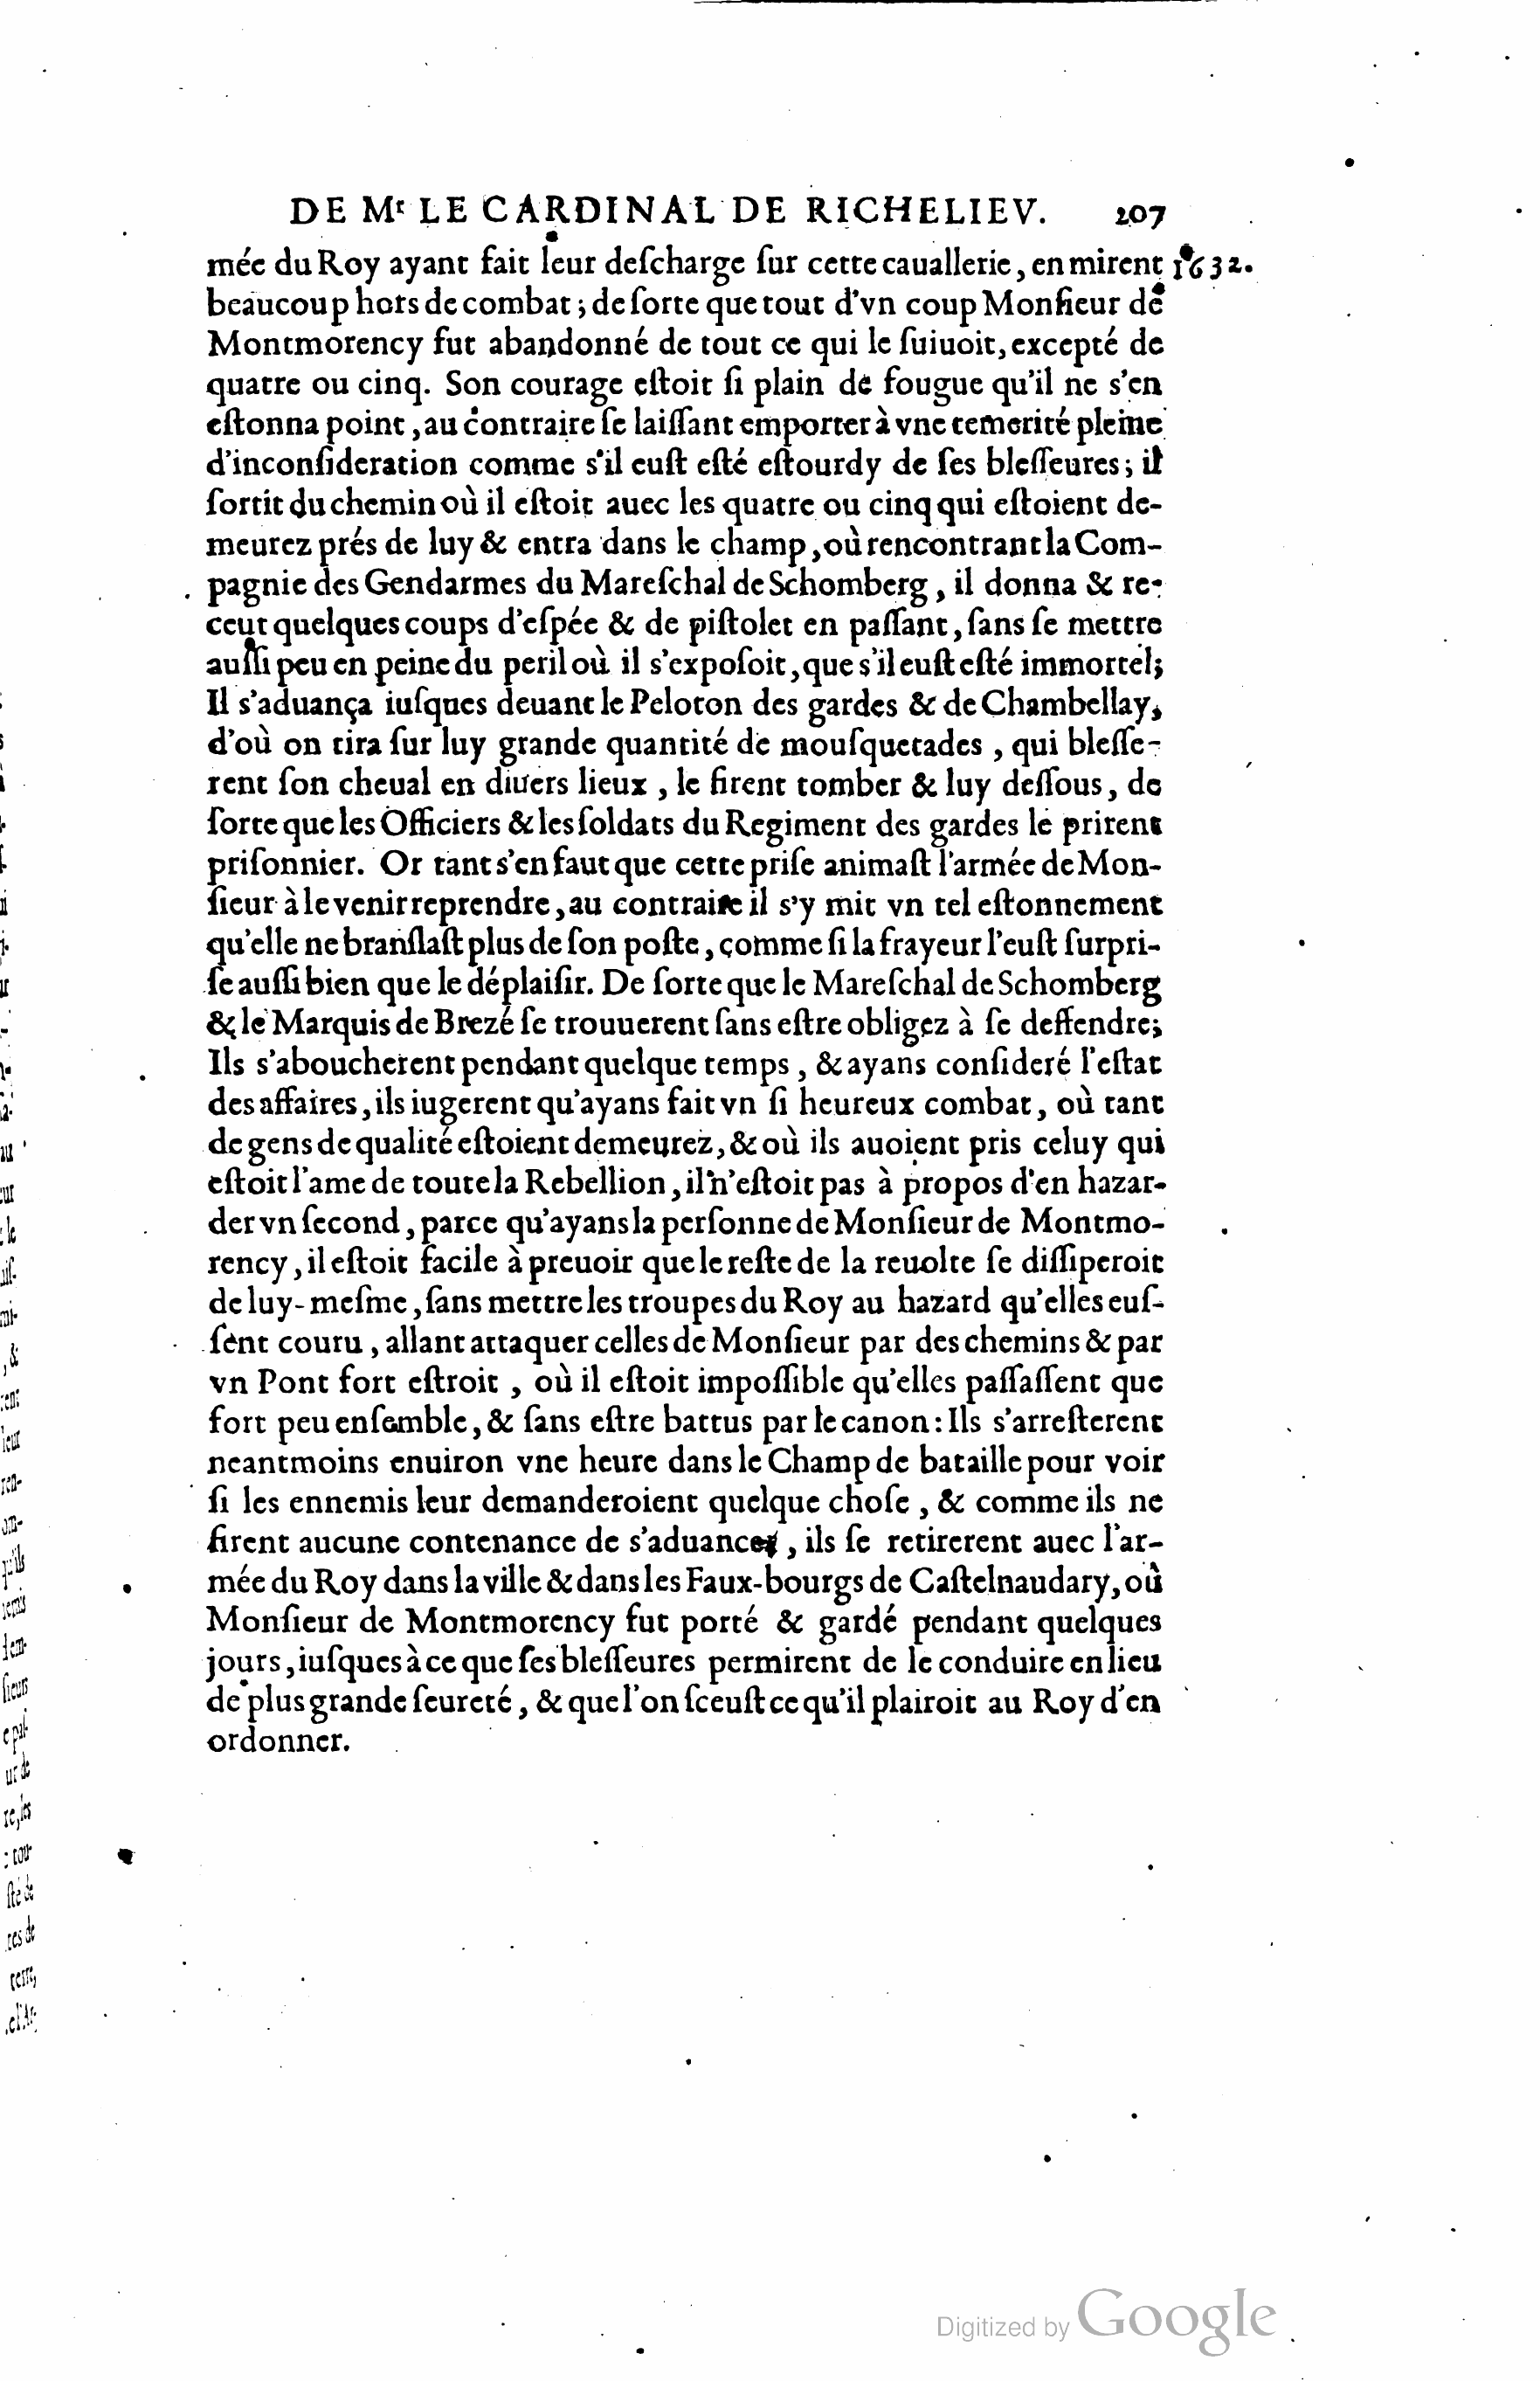 DE Mr LE CARDINAL DE RICHELIEV. 207
mée du Roy ayant fait leur deſcharge ſur cette cauallerie, en mirent 1632.
beaucoup hors de combat ; de ſorte que tout d'vn coup Monſieur de
Montmorency fut abandonné de tout ce qui le ſuiuoit, excepté de
quatre ou cinq. Son courage eſtoit ſi plain de fougue qu'il ne s'en
eſtonna point, au contraire ſe laiſſant emporter à vne temerité pleine
d'inconſideration comme s'il euſt eſté eſtourdy de ſes bleſſeures ; il
ſortit du chemin où il eſtoit auec les quatre ou cinq qui eſtoient de-
meurez prés de luy & entra dans le champ, où rencontrant la Com-
pagnie des Gendarmes du Mareſchal de Schomberg, il donna & re-
ceut quelques coups d'eſpée & de piſtolet en paſſant, ſans ſe mettre
auſſi peu en peine du peril où il s'expoſoit, que s'il euſt eſté immortel;
Il s'aduança iuſques deuant le Peloton des gardes & de Chambellay,
d'où on tira ſur luy grande quantité de mouſquetades, qui bleſſe-
rent ſon cheual en diuers lieux, le firent tomber & luy deſſous, de
ſorte que les Officiers & les ſoldats du Regiment des gardes le prirent
priſonnier. Or tant s'en faut que cette priſe animaſt l'armée de Mon-
ſieur à le venir reprendre, au contraire il s'y mit vn tel eſtonnement
qu'elle ne branſlaſt plus de ſon poſte, comme ſi la frayeur l'euſt ſurpri-
ſe auſſi bien que le déplaiſir. De ſorte que le Mareſchal de Schomberg
& le Marquis de Brezé ſe trouuerent ſans eſtre obligez à ſe deffendre;
Ils s'aboucherent pendant quelque temps, & ayans conſideré l'eſtat
des affaires, ils iugerent qu'ayans fait vn ſi heureux combat, où tant
de gens de qualité eſtoient demeurez, & où ils auoient pris celuy qui
eſtoit l'ame de toute la Rebellion, il n'eſtoit pas à propos d'en hazar-
der vn ſecond, parce qu'ayans la perſonne de Monſieur de Montmo-
rency, il eſtoit facile à preuoir que le reſte de la reuolte ſe diſſiperoit
de luy-meſme, ſans mettre les troupes du Roy au hazard qu'elles euſ-
ſent couru, allant attaquer celles de Monſieur par des chemins & par
vn Pont fort eſtroit, où il eſtoit impoſſible qu'elles paſſaſſent que
fort peu enſemble, & ſans eſtre battus par le canon : Ils s'arreſterent
neantmoins enuiron vne heure dans le Champ de bataille pour voir
ſi les ennemis leur demanderoient quelque choſe, & comme ils ne
firent aucune contenance de s'aduancer, ils ſe retirerent auec l'ar-
mée du Roy dans la ville & dans les Faux-bourgs de Caſtelnaudary, où
Monſieur de Montmorency fut porté & gardé pendant quelques
jours, iuſques à ce que ſes bleſſeures permirent de le conduire en lieu
de plus grande ſeureté, & que l'on ſceuſt ce qu'il plairoit au Roy d'en
ordonner.
Digitized by Google